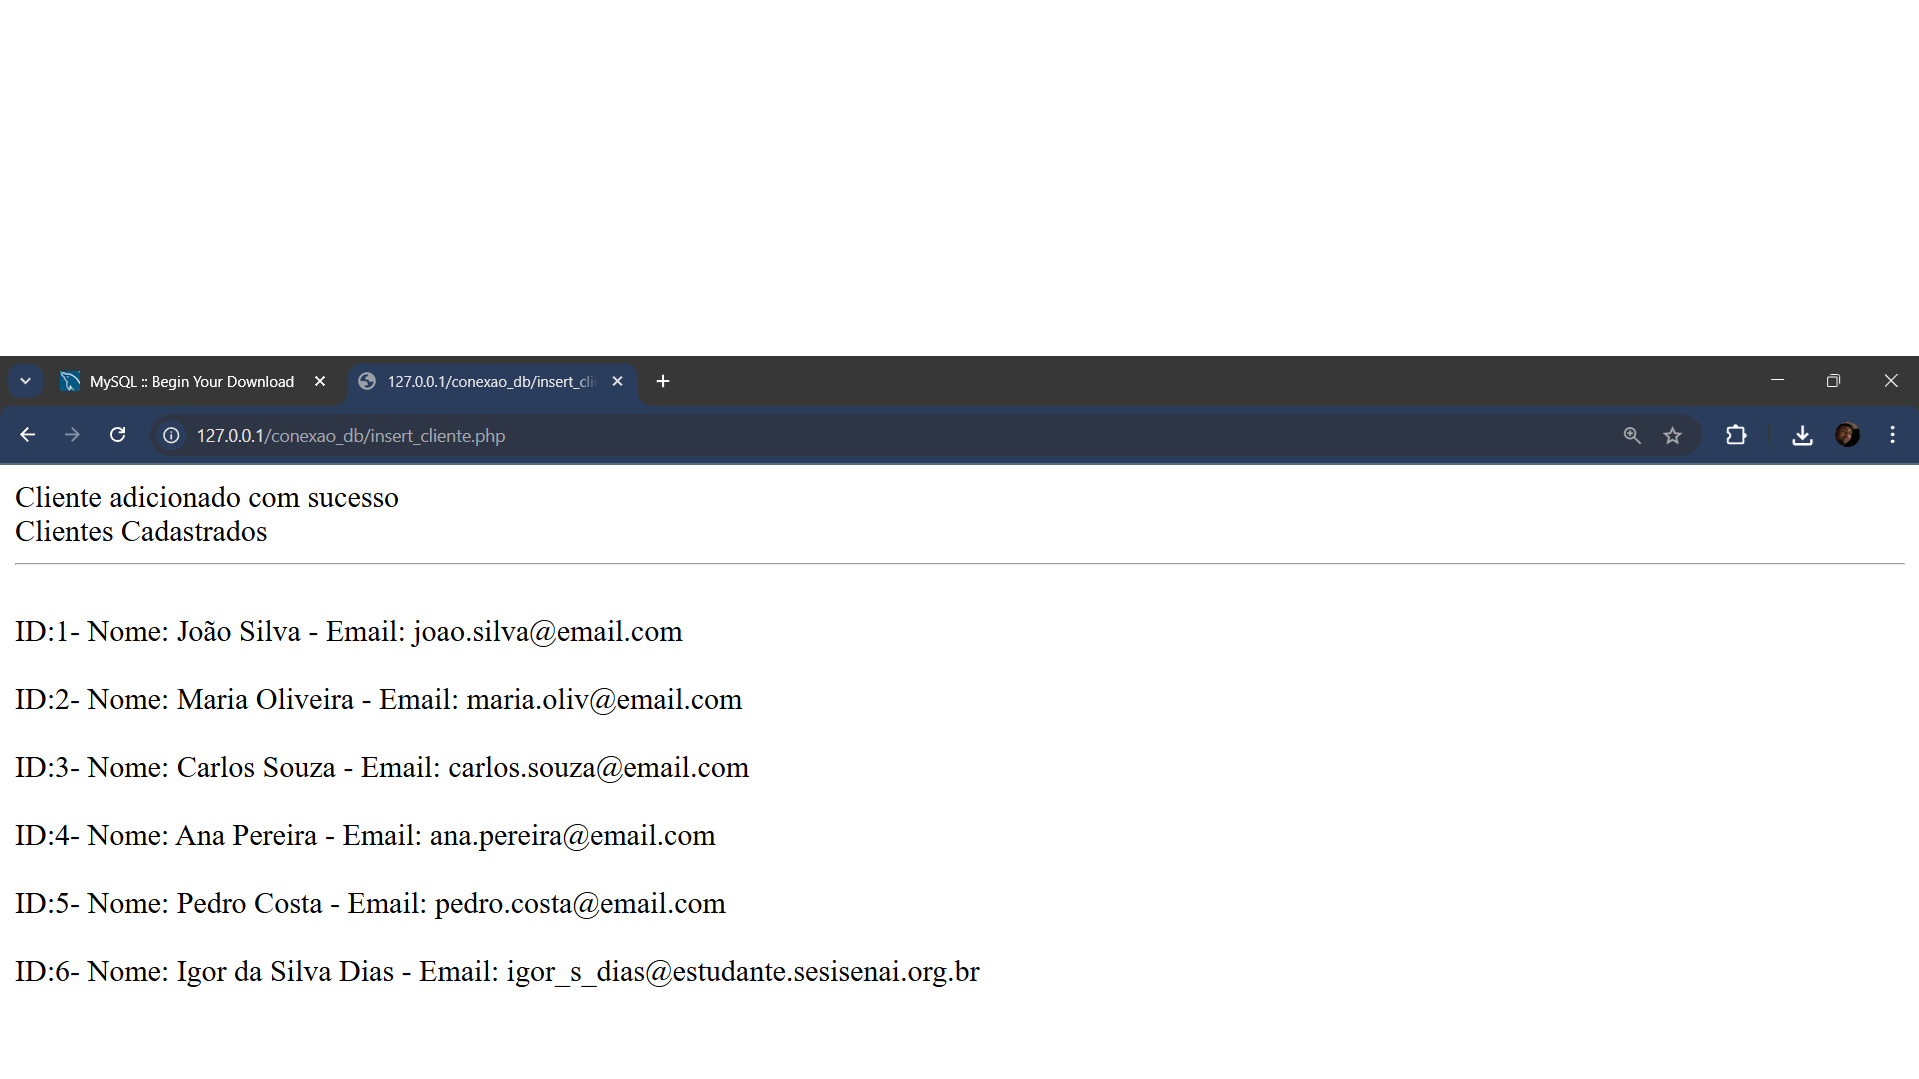 MySQL :: Begin Your Download
127.0.0.1/conexao_db/insert_cli
127.0.0.1/conexao_db/insert_cliente.php
Cliente adicionado com sucesso
Clientes Cadastrados
ID:1- Nome: João Silva - Email: joao.silva@email.com
ID:2- Nome: Maria Oliveira - Email: maria.oliv@email.com
ID:3- Nome: Carlos Souza - Email: carlos.souza@email.com
ID:4- Nome: Ana Pereira - Email: ana.pereira@email.com
ID:5- Nome: Pedro Costa - Email: pedro.costa@email.com
ID:6- Nome: Igor da Silva Dias - Email: igor_s_dias@estudante.sesisenai.org.br